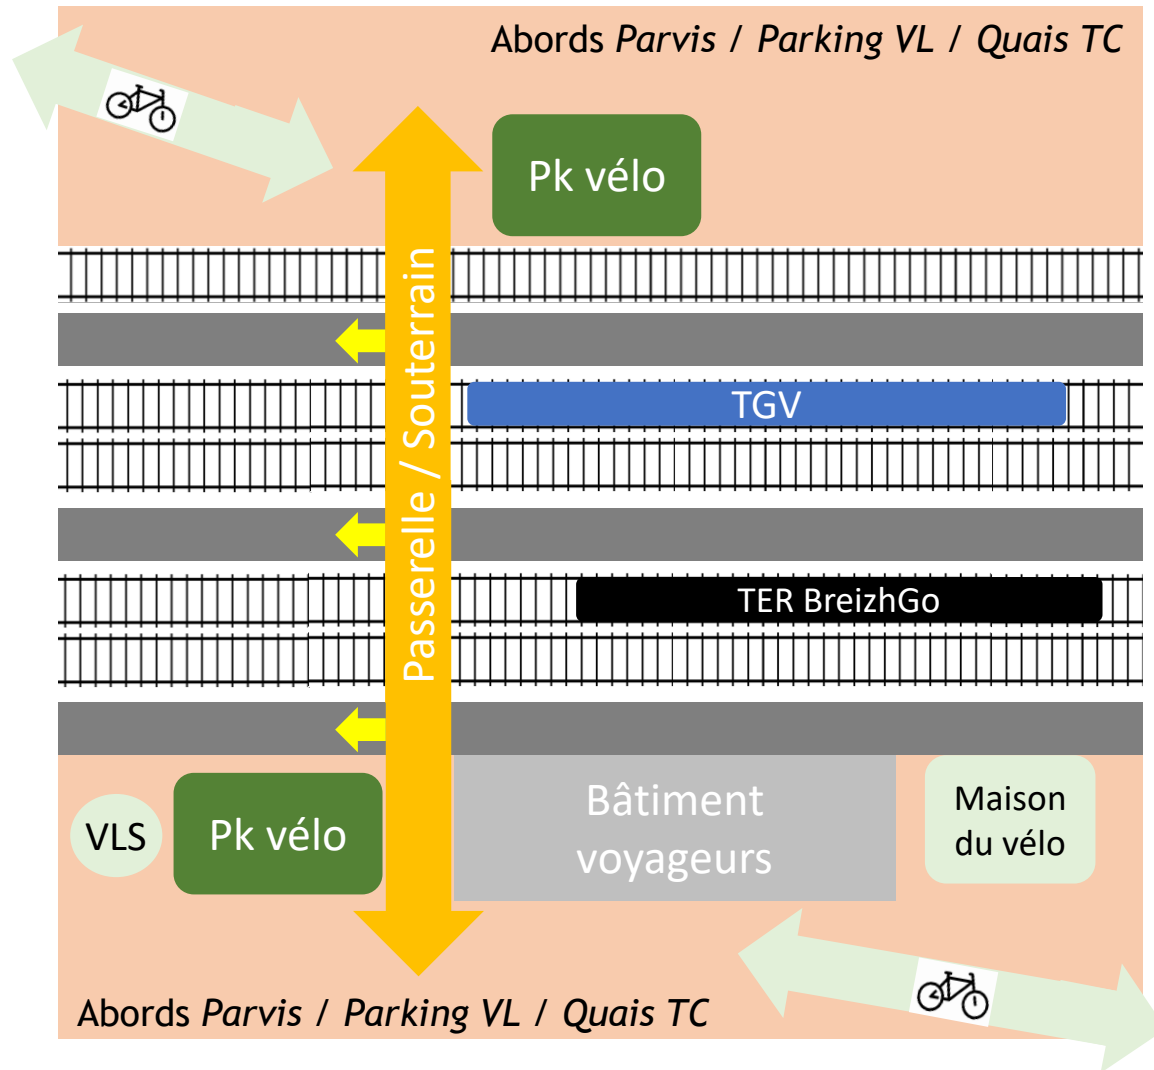 Abords Parvis / Parking VL / Quais TC
Pk vélo
Passerelle / Souterrain
TGV
TER BreizhGo
VLS
Pk vélo
Bâtiment
voyageurs
Maison
du vélo
Abords Parvis / Parking VL / Quais TC